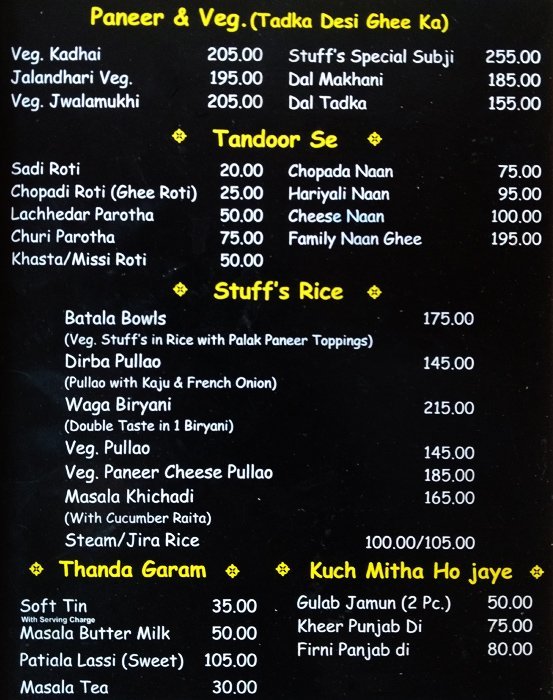 Paneer & Veg. (Tadka Desi Ghee Ka)
Veg. Kadhai 205.00
Jalandhari Veg. 195.00
Veg. Jwalamukhi 205.00
Stuff's Special Subji 255.00
Dal Makhani 185.00
Dal Tadka 155.00
Tandoor Se
Sadi Roti 20.00
Chopadi Roti (Ghee Roti) 25.00
Lachhedar Parotha 50.00
Churi Parotha 75.00
Khasta/Missi Roti 50.00
Chopada Naan 75.00
Hariyali Naan 95.00
Cheese Naan 100.00
Family Naan Ghee 195.00
Stuff's Rice
Batala Bowls 175.00
(Veg. Stuff's in Rice with Palak Paneer Toppings)
Dirba Pullao 145.00
(Pullao with Kaju & French Onion)
Waga Biryani 215.00
(Double Taste in 1 Biryani)
Veg. Pullao 145.00
Veg. Paneer Cheese Pullao 185.00
Masala Khichadi 165.00
(With Cucumber Raita)
Steam/Jira Rice 100.00/105.00
Thanda Garam
Soft Tin 35.00
With Serving Charge
Masala Butter Milk 50.00
Patiala Lassi (Sweet) 105.00
Masala Tea 30.00
Kuch Mitha Ho jaye
Gulab Jamun (2 Pc.) 50.00
Kheer Punjab Di 75.00
Firni Panjab di 80.00